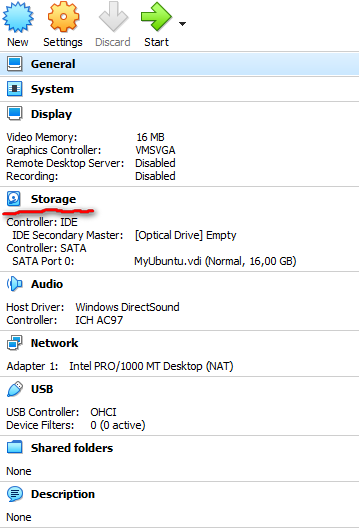 New Settings Discard Start
General
System
Display
Video Memory: 16 MB
Graphics Controller: VMSVGA
Remote Desktop Server: Disabled
Recording: Disabled
Storage
Controller: IDE
IDE Secondary Master: [Optical Drive] Empty
Controller: SATA
SATA Port 0: MyUbuntu.vdi (Normal, 16,00 GB)
Audio
Host Driver: Windows DirectSound
Controller: ICH AC97
Network
Adapter 1: Intel PRO/1000 MT Desktop (NAT)
USB
USB Controller: OHCI
Device Filters: 0 (0 active)
Shared folders
None
Description
None